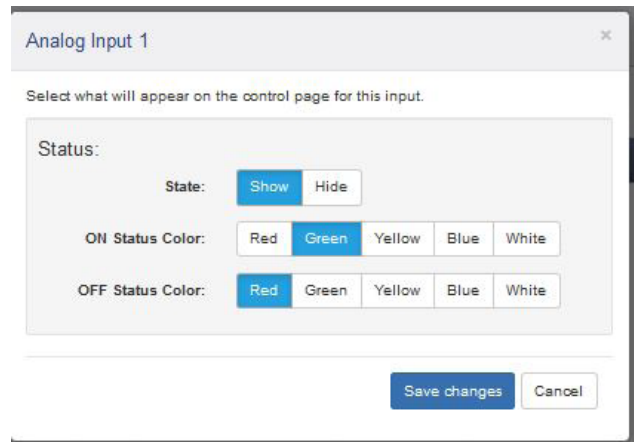 Analog Input 1 ×
Select what will appear on the control page for this input.
Status:
State: Show Hide
ON Status Color: Red Green Yellow Blue White
OFF Status Color: Red Green Yellow Blue White
Save changes Cancel